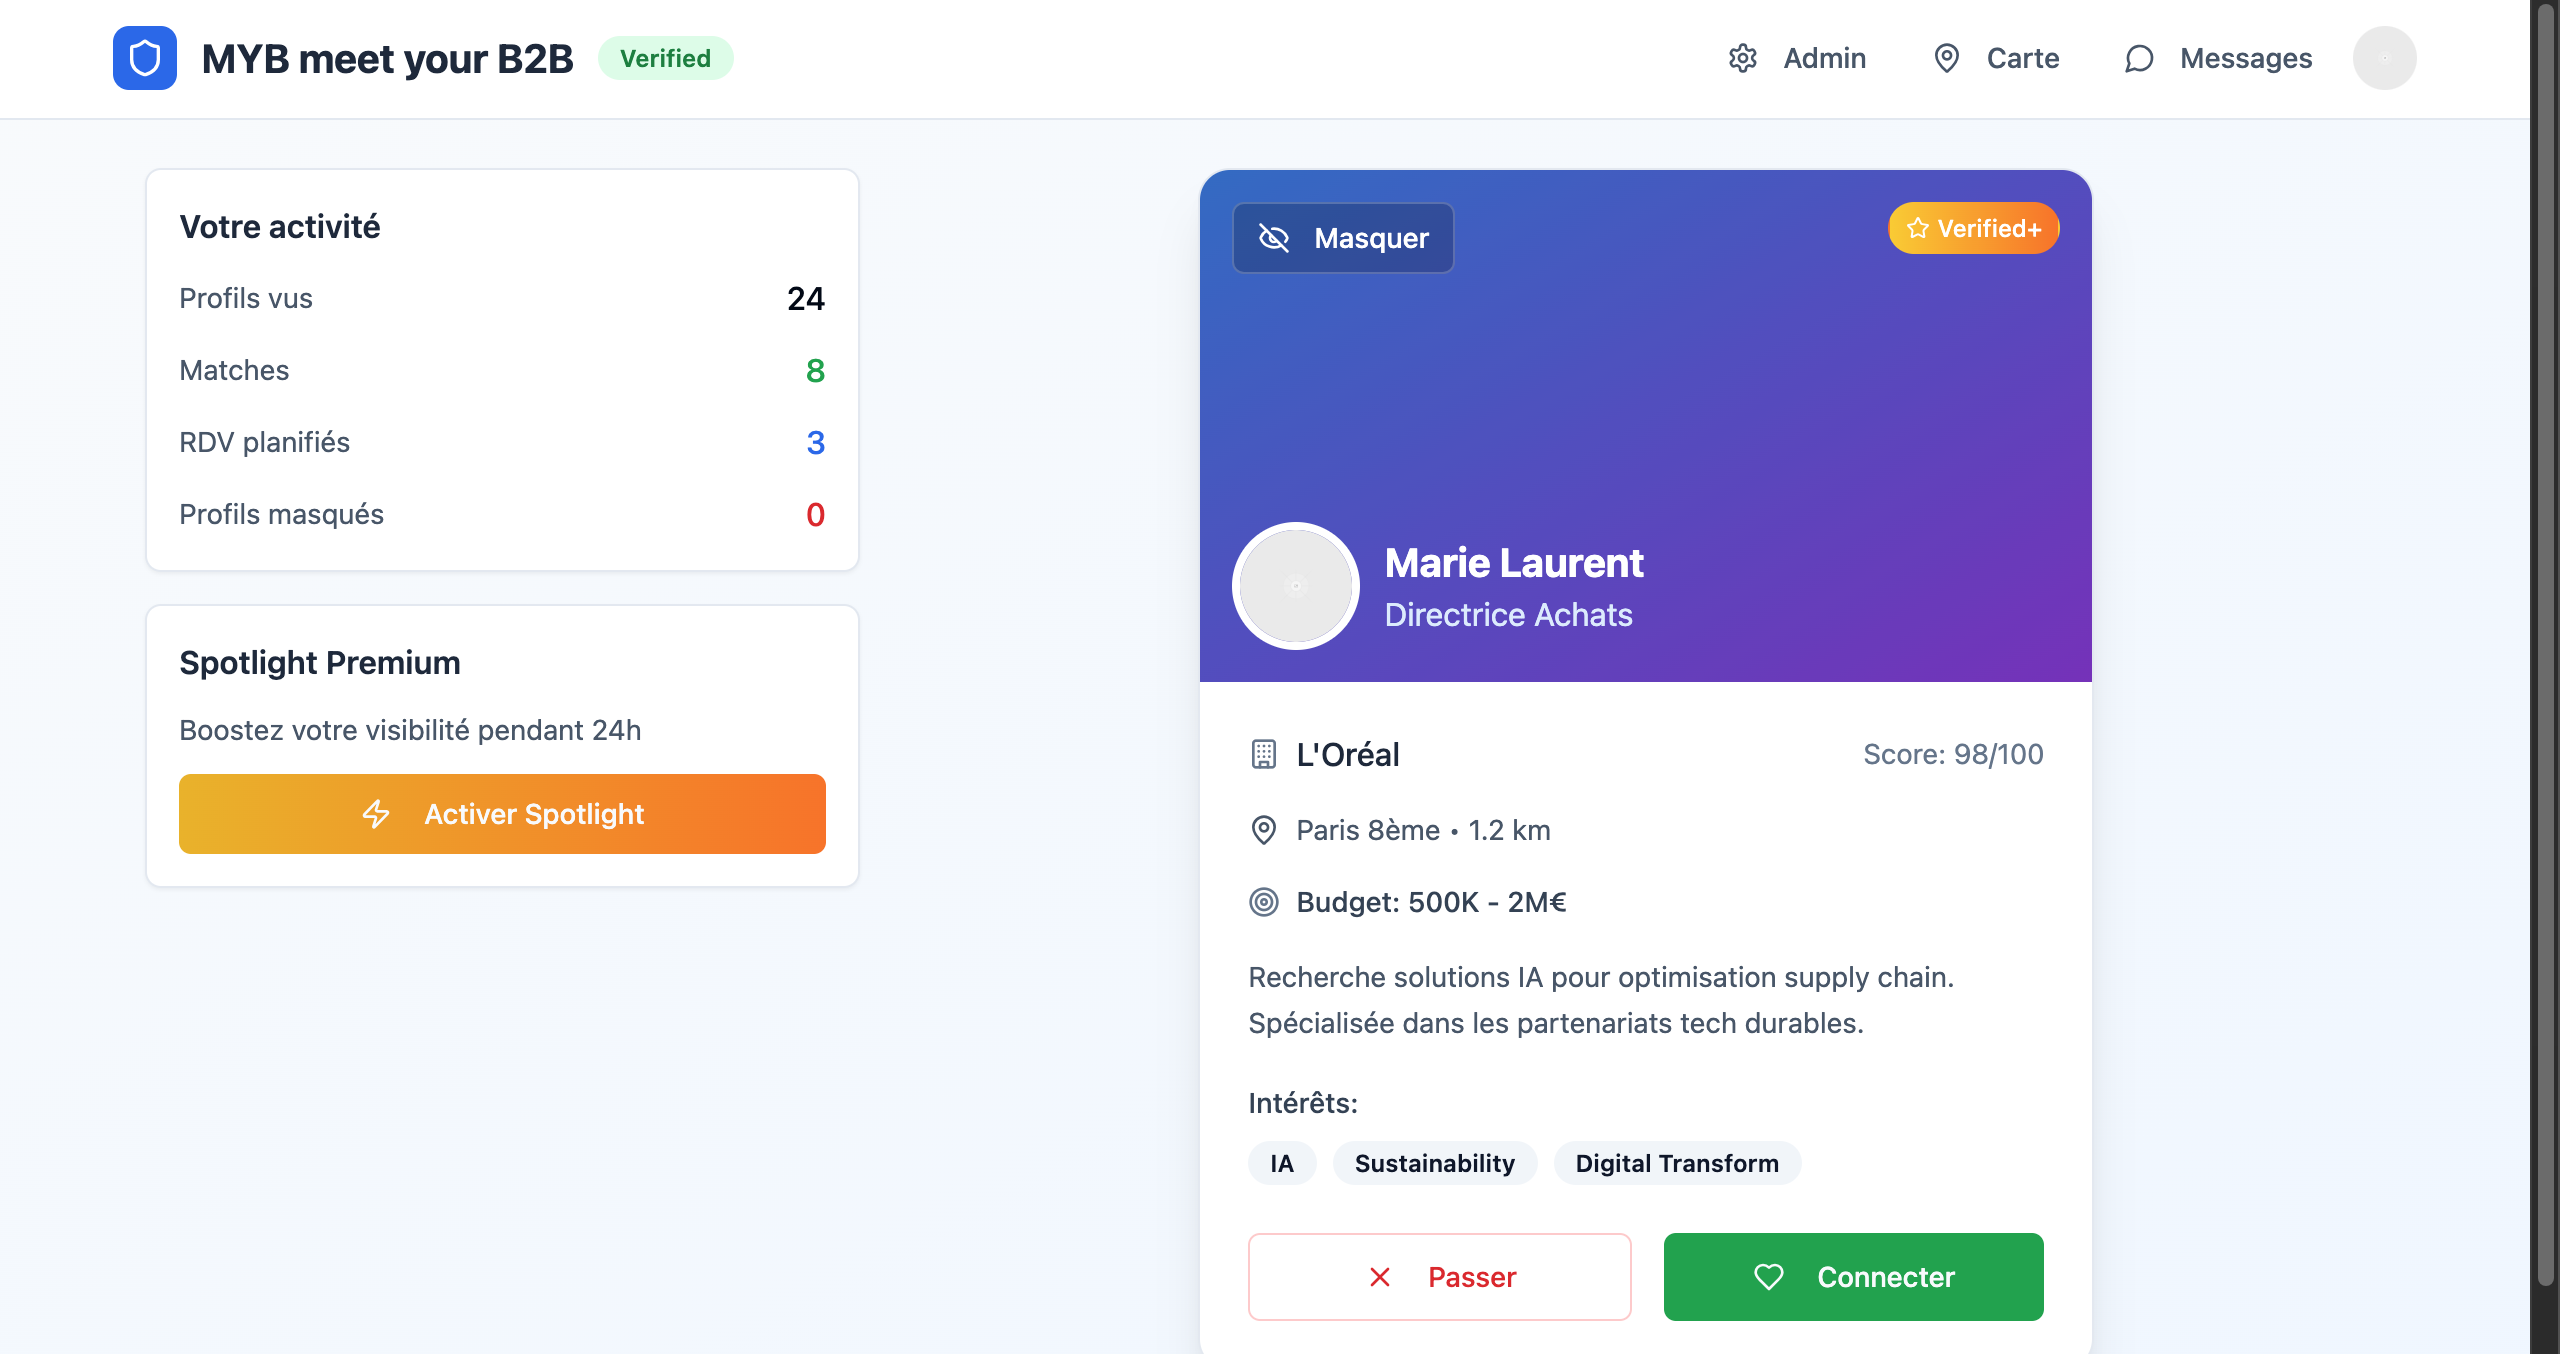 MYB meet your B2B
Verified
Admin
Carte
Messages
Votre activité
Profils vus
24
Matches
8
RDV planifiés
3
Profils masqués
0
Spotlight Premium
Boostez votre visibilité pendant 24h
Activer Spotlight
Masquer
Verified+
Marie Laurent
Directrice Achats
L'Oréal
Score: 98/100
Paris 8ème • 1.2 km
Budget: 500K - 2M€
Recherche solutions IA pour optimisation supply chain.
Spécialisée dans les partenariats tech durables.
Intérêts:
IA
Sustainability
Digital Transform
Passer
Connecter